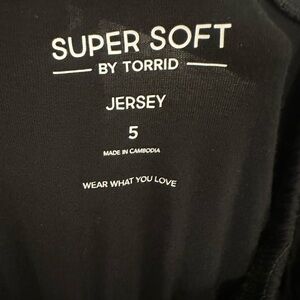 SUPER SOFT
BY TORRID
JERSEY
5
MADE IN CAMBODIA
WEAR WHAT YOU LOVE